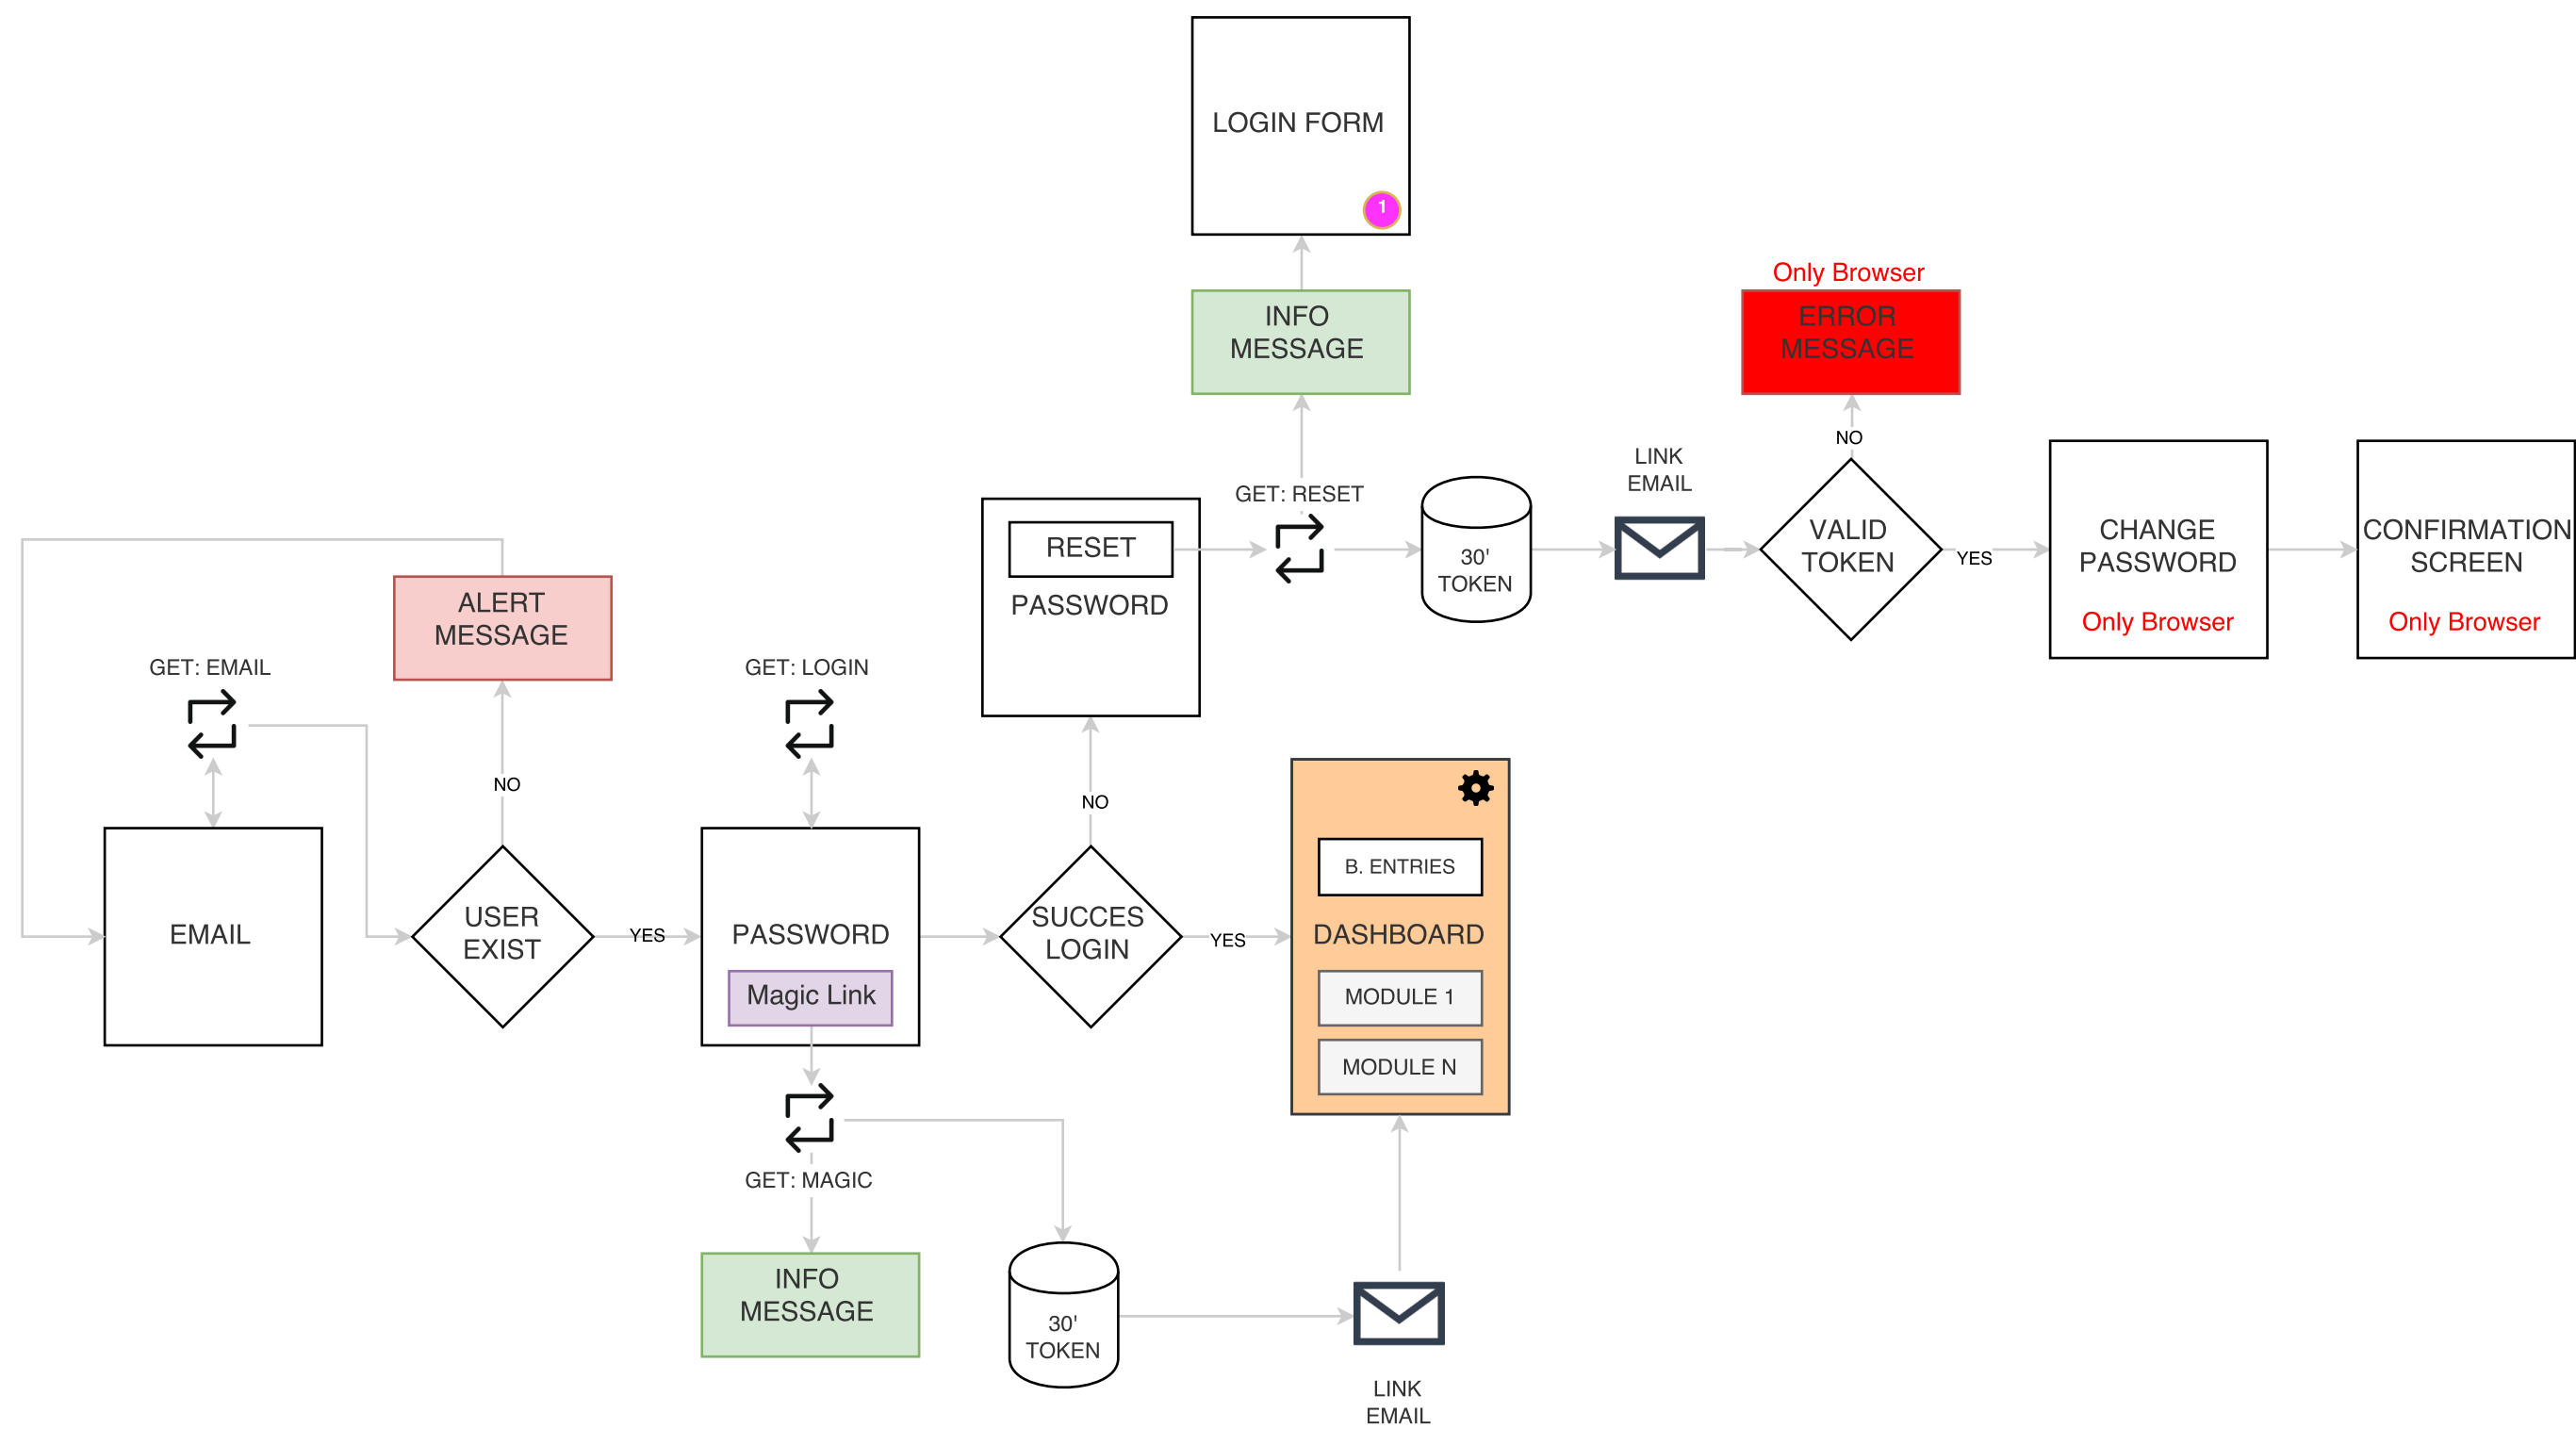 LOGIN FORM
1
Only Browser
INFO
MESSAGE
ERROR
MESSAGE
NO
LINK
EMAIL
GET: RESET
RESET
PASSWORD
30'
TOKEN
VALID
TOKEN
YES
CHANGE
PASSWORD
Only Browser
CONFIRMATION
SCREEN
Only Browser
ALERT
MESSAGE
GET: EMAIL
GET: LOGIN
NO
NO
EMAIL
USER
EXIST
YES
PASSWORD
Magic Link
SUCCES
LOGIN
YES
B. ENTRIES
DASHBOARD
MODULE 1
MODULE N
GET: MAGIC
INFO
MESSAGE
30'
TOKEN
LINK
EMAIL